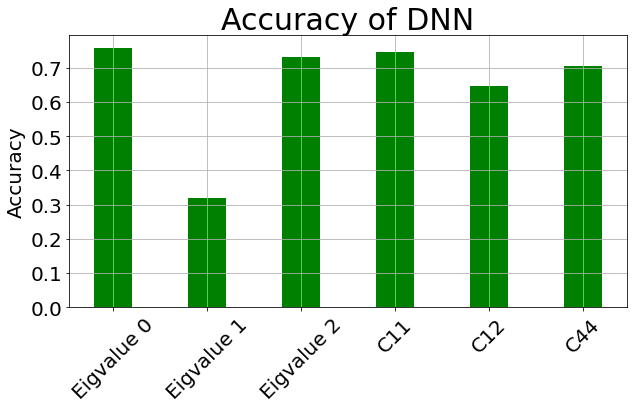 Accuracy of DNN
Accuracy
0.7
0.6
0.5
0.4
0.3
0.2
0.1
0.0
Eigvalue 0
Eigvalue 1
Eigvalue 2
C11
C12
C44